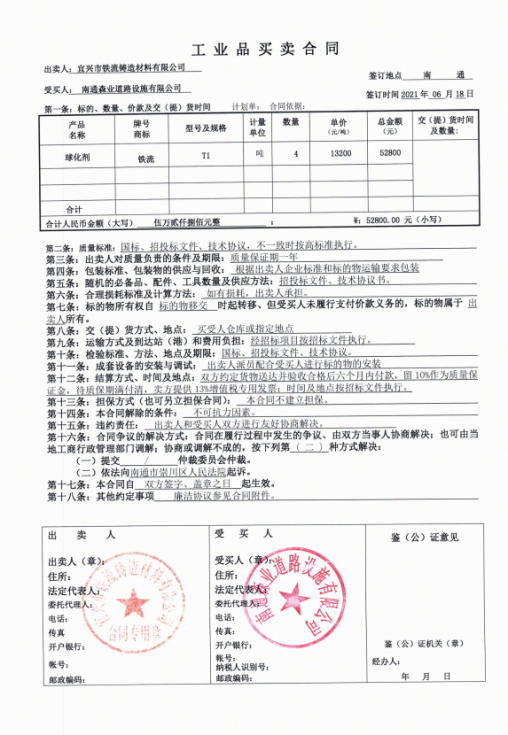 工业品买卖合同
出卖人：宜兴市铁流铸造材料有限公司
签订地点 南 通
受买人：南通森业道路设施有限公司
签订时间 2021 年 06 月 18 日
第一条：标的、数量、价款及交（提）货时间 计划单： 合同依据：
产品名称 牌号商标 型号及规格 计量单位 数量 单价（元/吨） 总金额（元） 交（提）货时间及数量：
球化剂 铁流 T1 吨 4 13200 52800
合计
合计人民币金额（大写） 伍万贰仟捌佰元整 ； ¥：52800.00 元（小写）
第二条：质量标准：国标、招投标文件、技术协议，不一致时按高标准执行。
第三条：出卖人对质量负责的条件及期限：质量保证期一年
第四条：包装标准、包装物的供应与回收：根据出卖人企业标准和标的物运输要求包装
第五条：随机的必备品、配件、工具数量及供应方法：招投标文件、技术协议书。
第六条：合理损耗标准及计算方法：如有损耗，出卖人承担。
第七条：标的物所有权自 标的物移交 时起转移、但受买人未履行支付价款义务的，标的物属于 出
卖人所有。
第八条：交（提）货方式、地点：买受人仓库或指定地点
第九条：运输方式及到达站（港）和费用负担：经招标项目按招标文件执行。
第十条：检验标准、方法、地点及期限：国标、招投标文件、技术协议。
第十一条：成套设备的安装与调试：出卖人派员配合受买人进行标的物的安装
第十二条：结算方式、时间及地点：双方约定货物送达并验收合格后六个月内付款，留 10%作为质量保
证金，待质保期满付清，卖方提供 13%增值税专用发票；时间及地点按招标文件执行。
第十三条：担保方式（也可另立担保合同）：本合同不建立担保。
第十四条：本合同解除的条件：不可抗力因素。
第十五条：违约责任：出卖人和受买人双方进行友好协商解决。
第十六条：合同争议的解决方式：合同在履行过程中发生的争议、由双方当事人协商解决；也可由当
地工商行政管理部门调解；协商或调解不成的，按下列第（ 二 ）种方式解决：
（一）提交 / 仲裁委员会仲裁。
（二）依法向南通市崇川区人民法院起诉。
第十七条：本合同自 双方签字、盖章之日 起生效。
第十八条：其他约定事项 廉洁协议参见合同附件。
出 卖 人
出卖人（章）：
住所：
法定代表人：
委托代理人：
电话：
传真
开户银行：
帐号：
邮政编码：
宜兴市铁流铸造材料有限公司
合同专用章
受 买 人
受买人（章）：
住所：
法定代表人：
委托代理人：
电话：
传真：
开户银行：
帐号：
纳税人识别号：
邮政编码：
南通森业道路设施有限公司
鉴（公）证意见
鉴（公）证机关（章）
经办人：
年 月 日